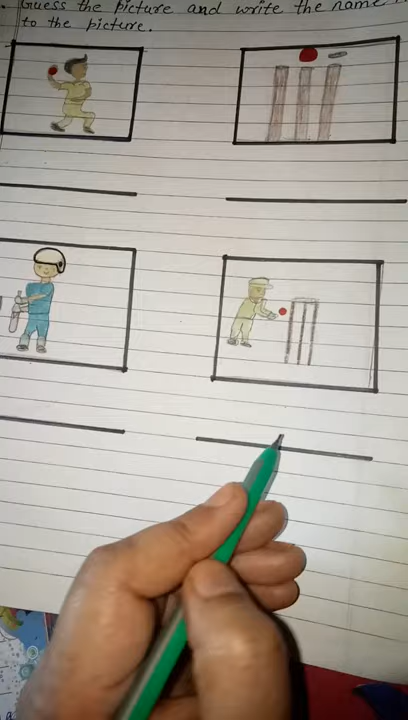 Guess the picture and write the name
to the picture.